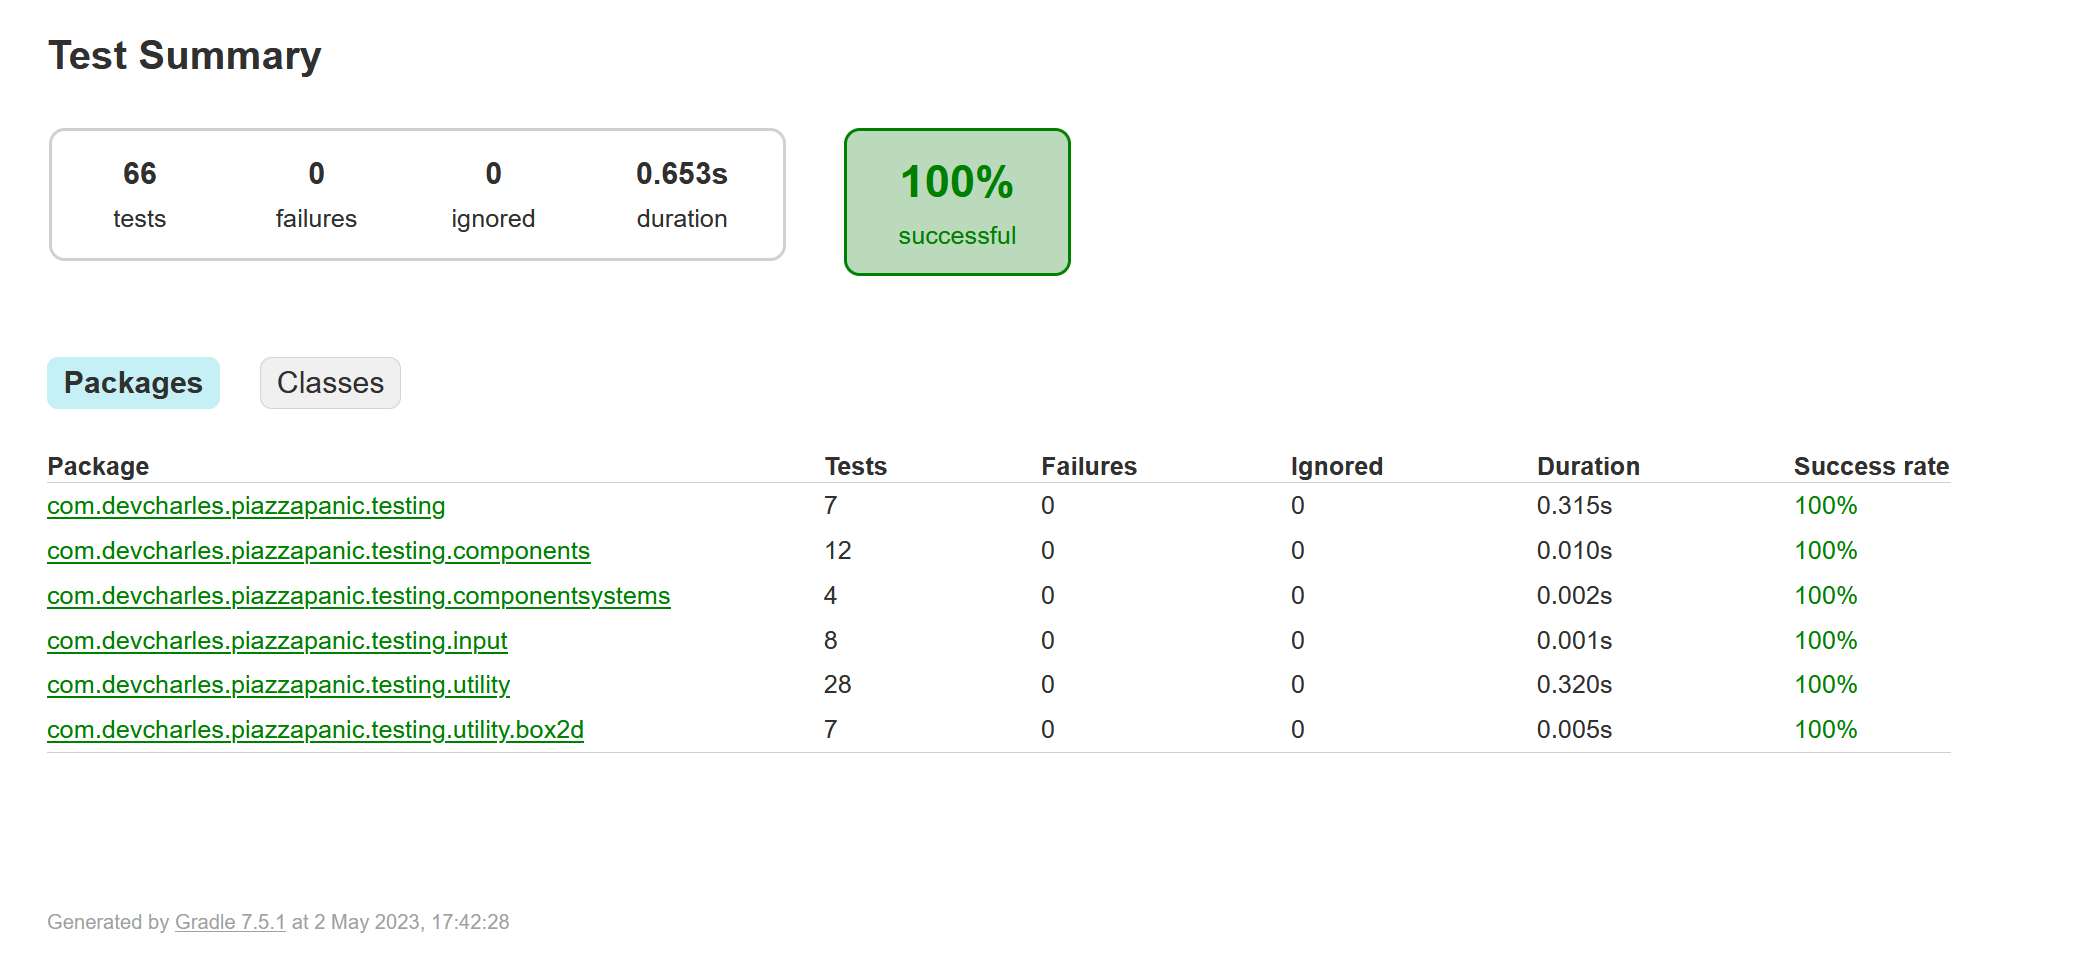 Test Summary
66 0 0 0.653s
tests failures ignored duration
100%
successful
Packages Classes
Package Tests Failures Ignored Duration Success rate
com.devcharles.piazzapanic.testing 7 0 0 0.315s 100%
com.devcharles.piazzapanic.testing.components 12 0 0 0.010s 100%
com.devcharles.piazzapanic.testing.componentsystems 4 0 0 0.002s 100%
com.devcharles.piazzapanic.testing.input 8 0 0 0.001s 100%
com.devcharles.piazzapanic.testing.utility 28 0 0 0.320s 100%
com.devcharles.piazzapanic.testing.utility.box2d 7 0 0 0.005s 100%
Generated by Gradle 7.5.1 at 2 May 2023, 17:42:28